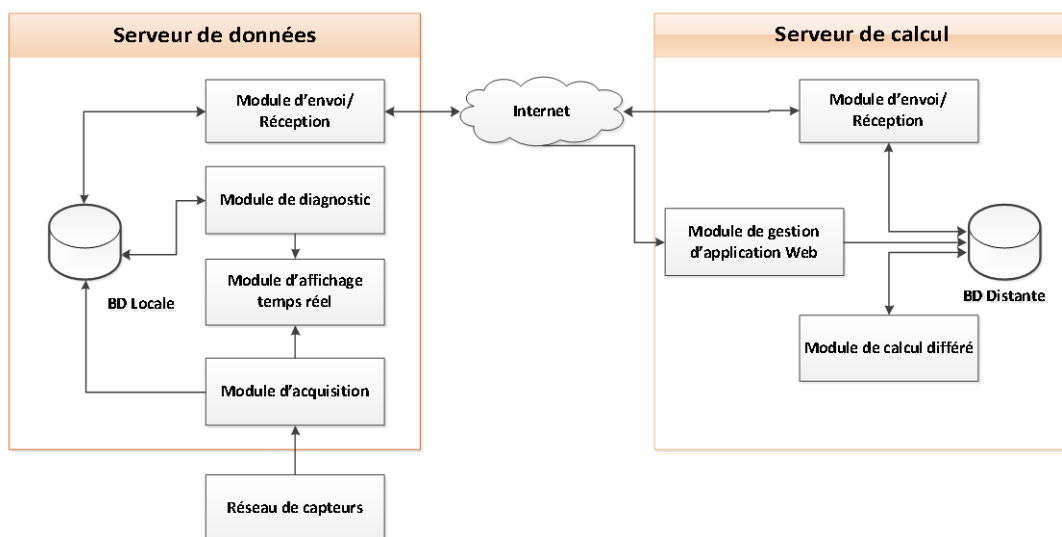 Serveur de données
Module d'envoi/
Réception
Module de diagnostic
Module d'affichage
temps réel
BD Locale
Module d'acquisition
Réseau de capteurs
Internet
Serveur de calcul
Module d'envoi/
Réception
Module de gestion
d'application Web
BD Distante
Module de calcul différé